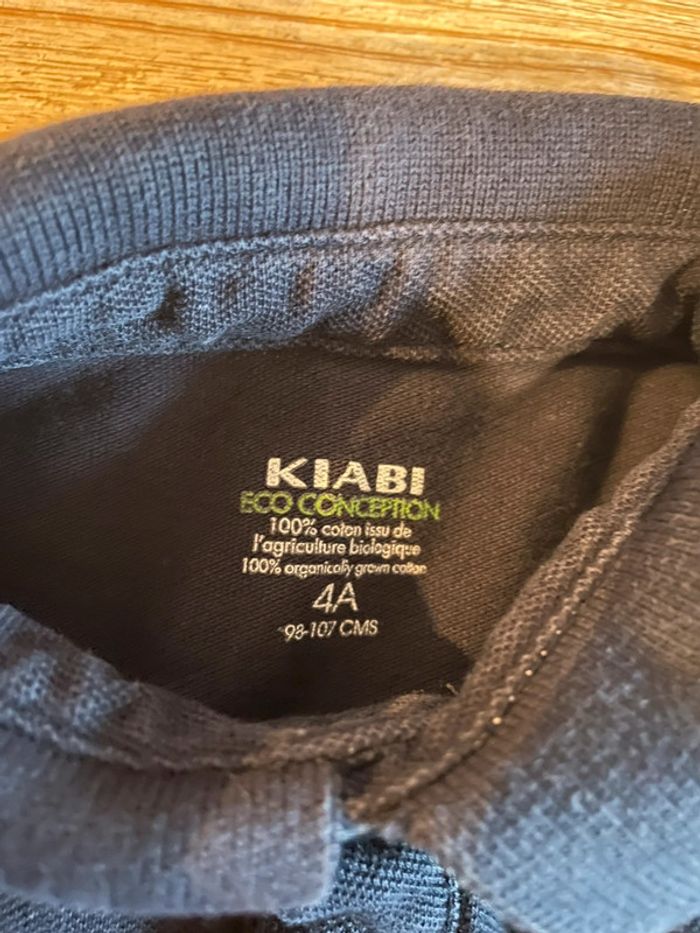 KIABI
ECO CONCEPTION
100% coton issu de
l'agriculture biologique
100% organically grown cotton
4A
98-107 CMS